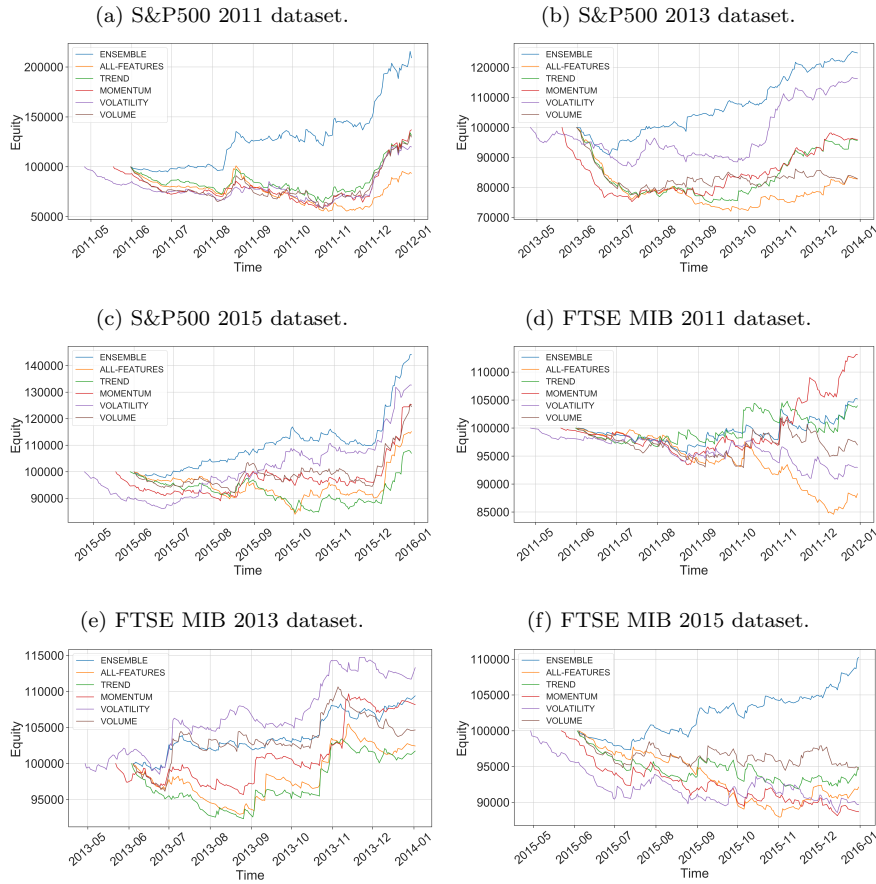 (a) S&P500 2011 dataset.
200000
150000
100000
50000
Equity
ENSEMBLE
ALL-FEATURES
TREND
MOMENTUM
VOLATILITY
VOLUME
2011-05
2011-06
2011-07
2011-08
2011-09
2011-10
2011-11
2011-12
2012-01
Time
(b) S&P500 2013 dataset.
120000
110000
100000
90000
80000
70000
Equity
ENSEMBLE
ALL-FEATURES
TREND
MOMENTUM
VOLATILITY
VOLUME
2013-05
2013-06
2013-07
2013-08
2013-09
2013-10
2013-11
2013-12
2014-01
Time
(c) S&P500 2015 dataset.
140000
130000
120000
110000
100000
90000
Equity
ENSEMBLE
ALL-FEATURES
TREND
MOMENTUM
VOLATILITY
VOLUME
2015-05
2015-06
2015-07
2015-08
2015-09
2015-10
2015-11
2015-12
2016-01
Time
(d) FTSE MIB 2011 dataset.
110000
105000
100000
95000
90000
85000
Equity
ENSEMBLE
ALL-FEATURES
TREND
MOMENTUM
VOLATILITY
VOLUME
2011-05
2011-06
2011-07
2011-08
2011-09
2011-10
2011-11
2011-12
2012-01
Time
(e) FTSE MIB 2013 dataset.
115000
110000
105000
100000
95000
Equity
ENSEMBLE
ALL-FEATURES
TREND
MOMENTUM
VOLATILITY
VOLUME
2013-05
2013-06
2013-07
2013-08
2013-09
2013-10
2013-11
2013-12
2014-01
Time
(f) FTSE MIB 2015 dataset.
110000
105000
100000
95000
90000
Equity
ENSEMBLE
ALL-FEATURES
TREND
MOMENTUM
VOLATILITY
VOLUME
2015-05
2015-06
2015-07
2015-08
2015-09
2015-10
2015-11
2015-12
2016-01
Time